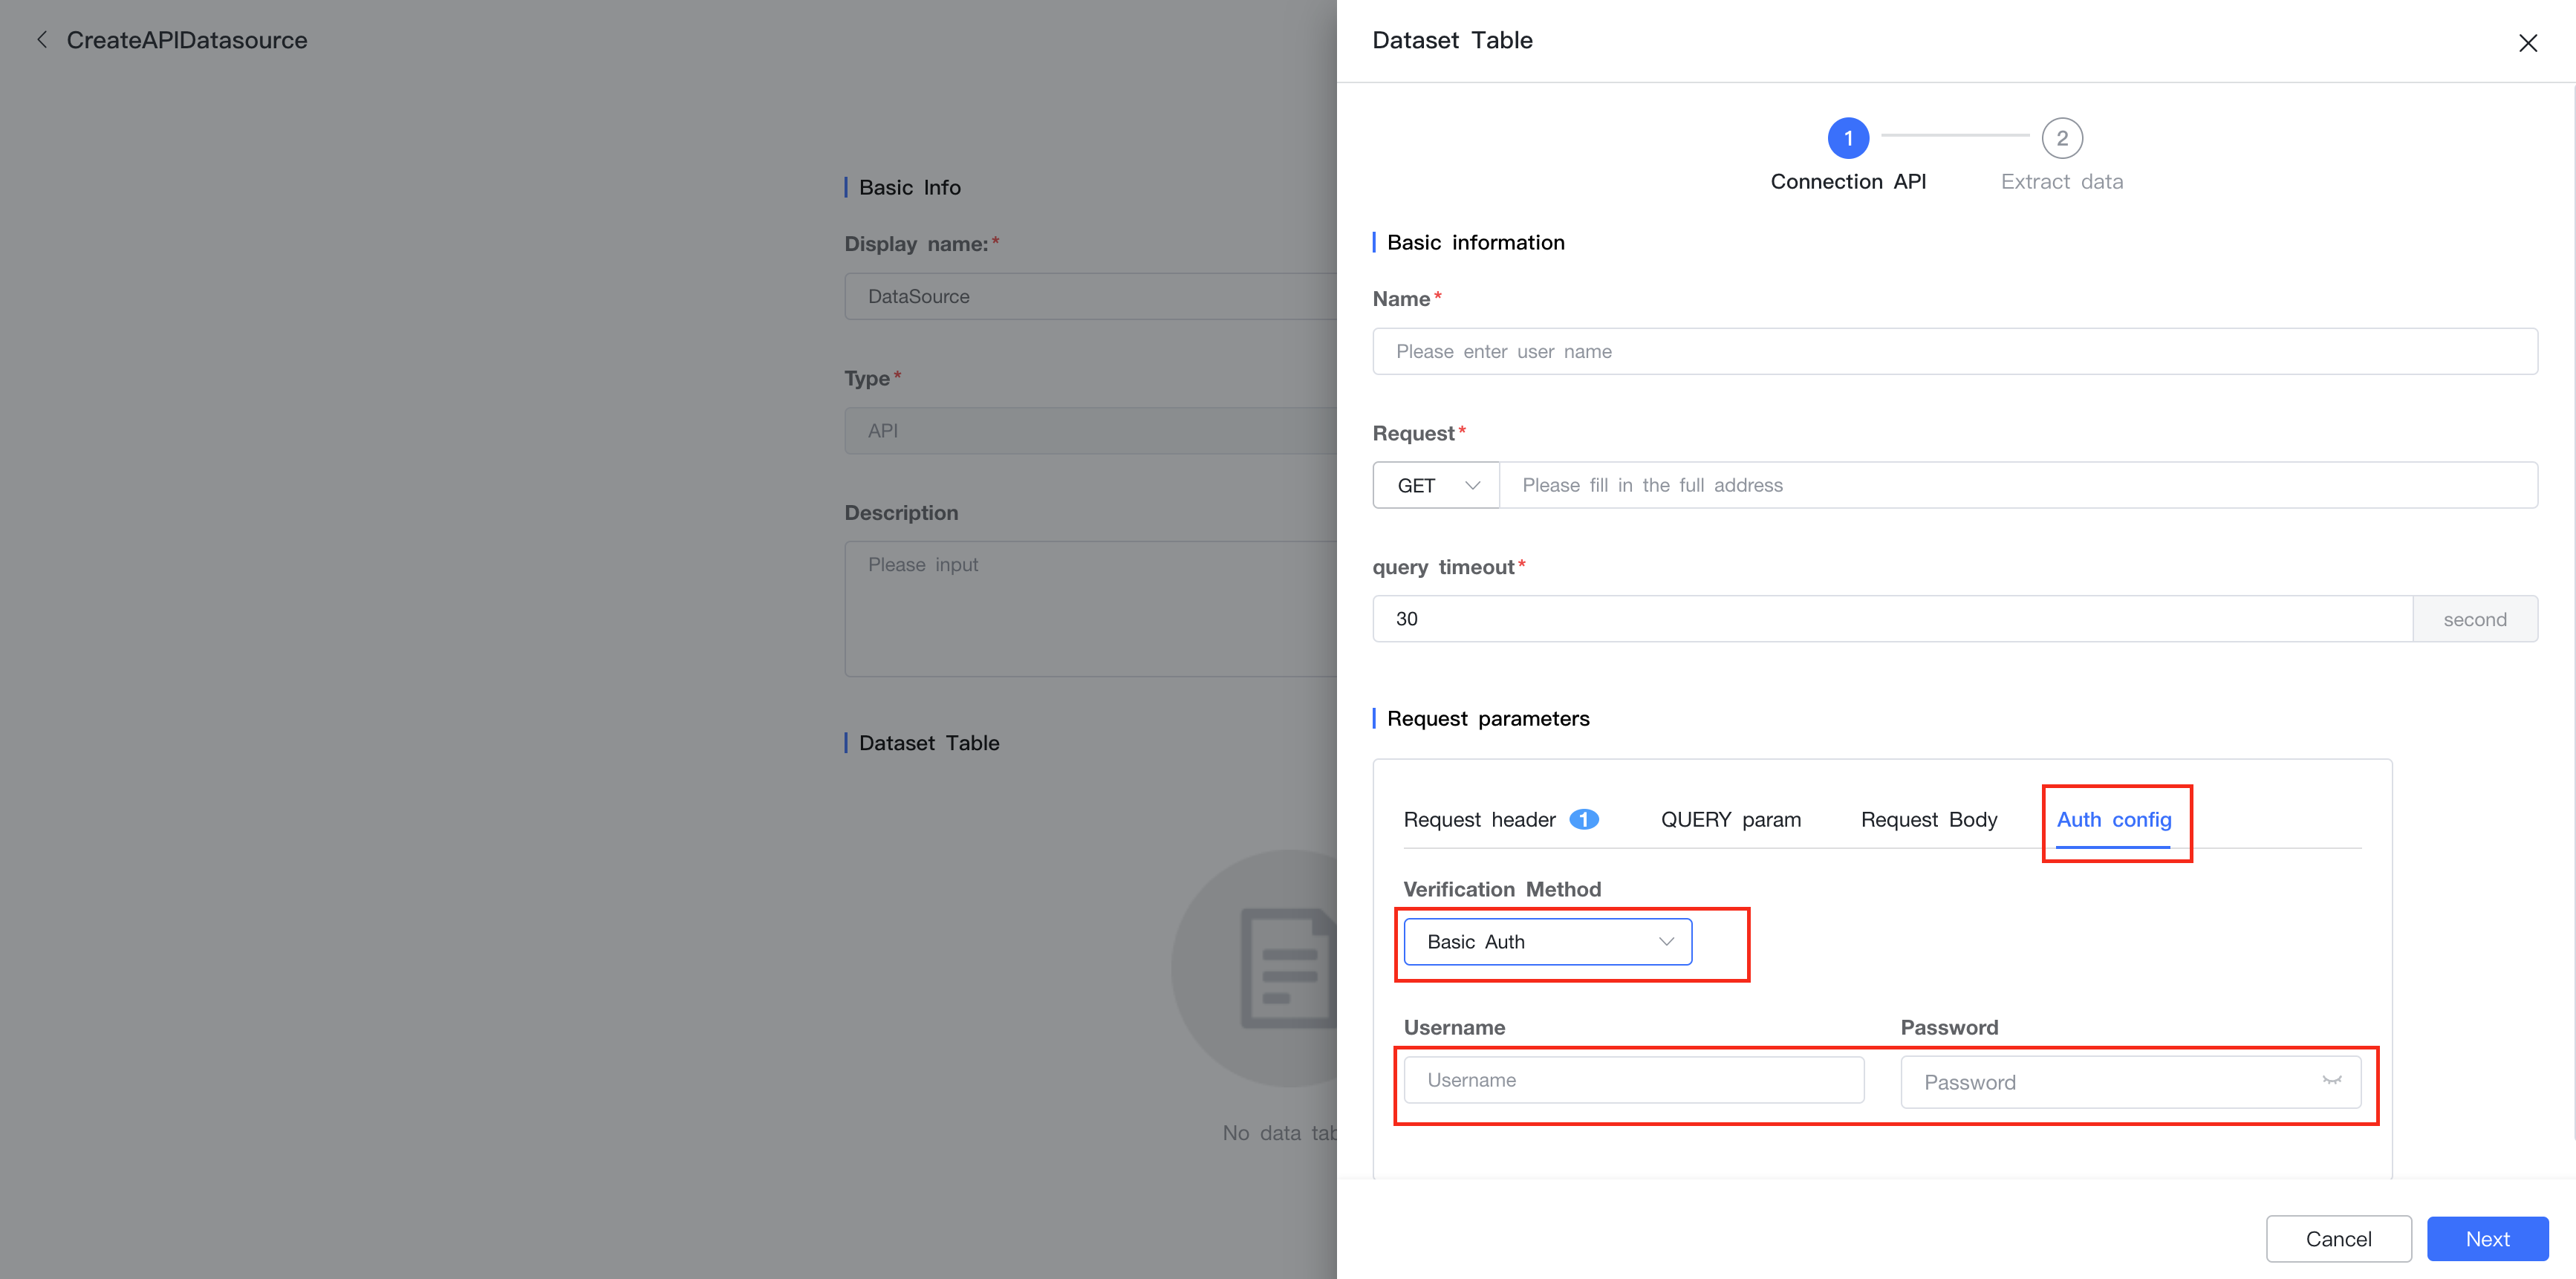 CreateAPIDatasource
Basic Info
Display name:*
DataSource
Type*
API
Description
Please input
Dataset Table
No data tab
Dataset Table
1
2
Connection API
Extract data
Basic information
Name*
Please enter user name
Request*
GET
Please fill in the full address
query timeout*
30
second
Request parameters
Request header 1
QUERY param
Request Body
Auth config
Verification Method
Basic Auth
Username
Password
Username
Password
Cancel
Next